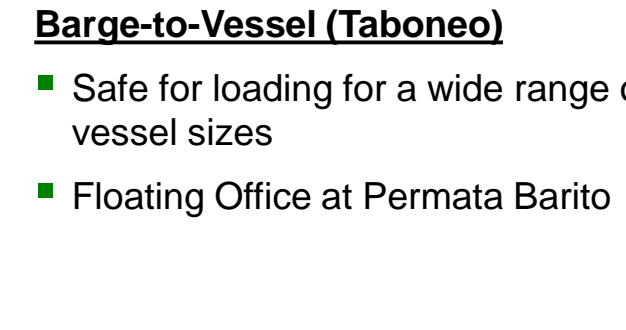 Barge-to-Vessel (Taboneo)
Safe for loading for a wide range
vessel sizes
Floating Office at Permata Barito